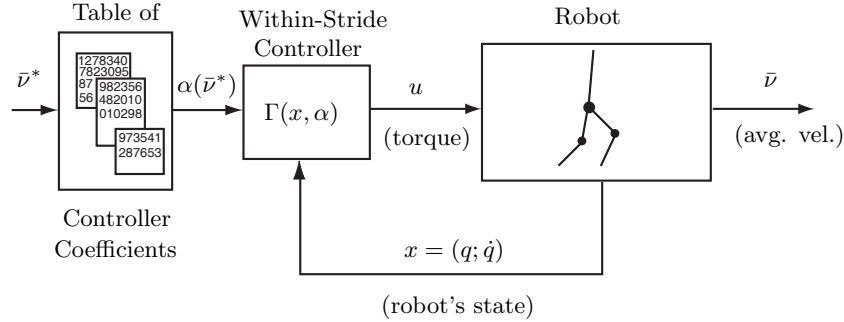 Table of
Within-Stride
Controller
Robot
ν̄*
1278340
7823095
87
56
982356
482010
010298
973541
287653
α(ν̄*)
Γ(x, α)
u
(torque)
ν̄
(avg. vel.)
Controller
Coefficients
x = (q; q̇)
(robot's state)